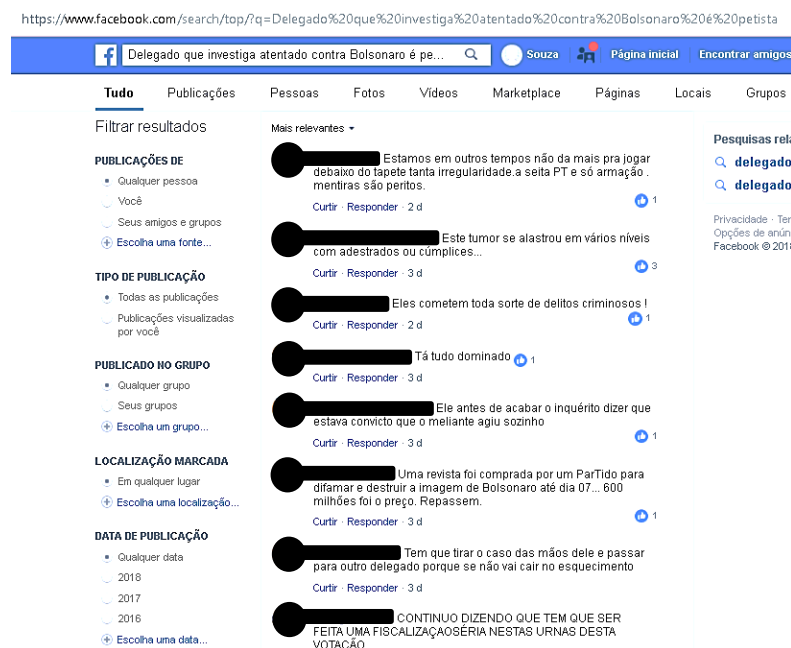 https://www.facebook.com/search/top/?q=Delegado%20que%20investiga%20atentado%20contra%20Bolsonaro%20é%20petista
Delegado que investiga atentado contra Bolsonaro é pe...
Souza
Página inicial
Encontrar amigos
Tudo
Publicações
Pessoas
Fotos
Vídeos
Marketplace
Páginas
Locais
Grupos
Filtrar resultados
PUBLICAÇÕES DE
Qualquer pessoa
Você
Seus amigos e grupos
Escolha uma fonte...
TIPO DE PUBLICAÇÃO
Todas as publicações
Publicações visualizadas
por você
PUBLICADO NO GRUPO
Qualquer grupo
Seus grupos
Escolha um grupo...
LOCALIZAÇÃO MARCADA
Em qualquer lugar
Escolha uma localização...
DATA DE PUBLICAÇÃO
Qualquer data
2018
2017
2016
Escolha uma data...
Mais relevantes
Estamos em outros tempos não da mais pra jogar
debaixo do tapete tanta irregularidade.a seita PT e só armação .
mentiras são peritos.
1
Curtir · Responder · 2 d
Este tumor se alastrou em vários níveis
com adestrados ou cúmplices...
3
Curtir · Responder · 3 d
Eles cometem toda sorte de delitos criminosos !
1
Curtir · Responder · 2 d
Tá tudo dominado 1
Curtir · Responder · 3 d
Ele antes de acabar o inquérito dizer que
estava convicto que o meliante agiu sozinho
1
Curtir · Responder · 3 d
Uma revista foi comprada por um ParTido para
difamar e destruir a imagem de Bolsonaro até dia 07... 600
milhões foi o preço. Repassem.
1
Curtir · Responder · 3 d
Tem que tirar o caso das mãos dele e passar
para outro delegado porque se não vai cair no esquecimento
Curtir · Responder · 3 d
CONTINUO DIZENDO QUE TEM QUE SER
FEITA UMA FISCALIZAÇAOSÉRIA NESTAS URNAS DESTA
VOTAÇÃO
Pesquisas rela
delegado
delegado
Privacidade · Ter
Opções de anún
Facebook © 2018